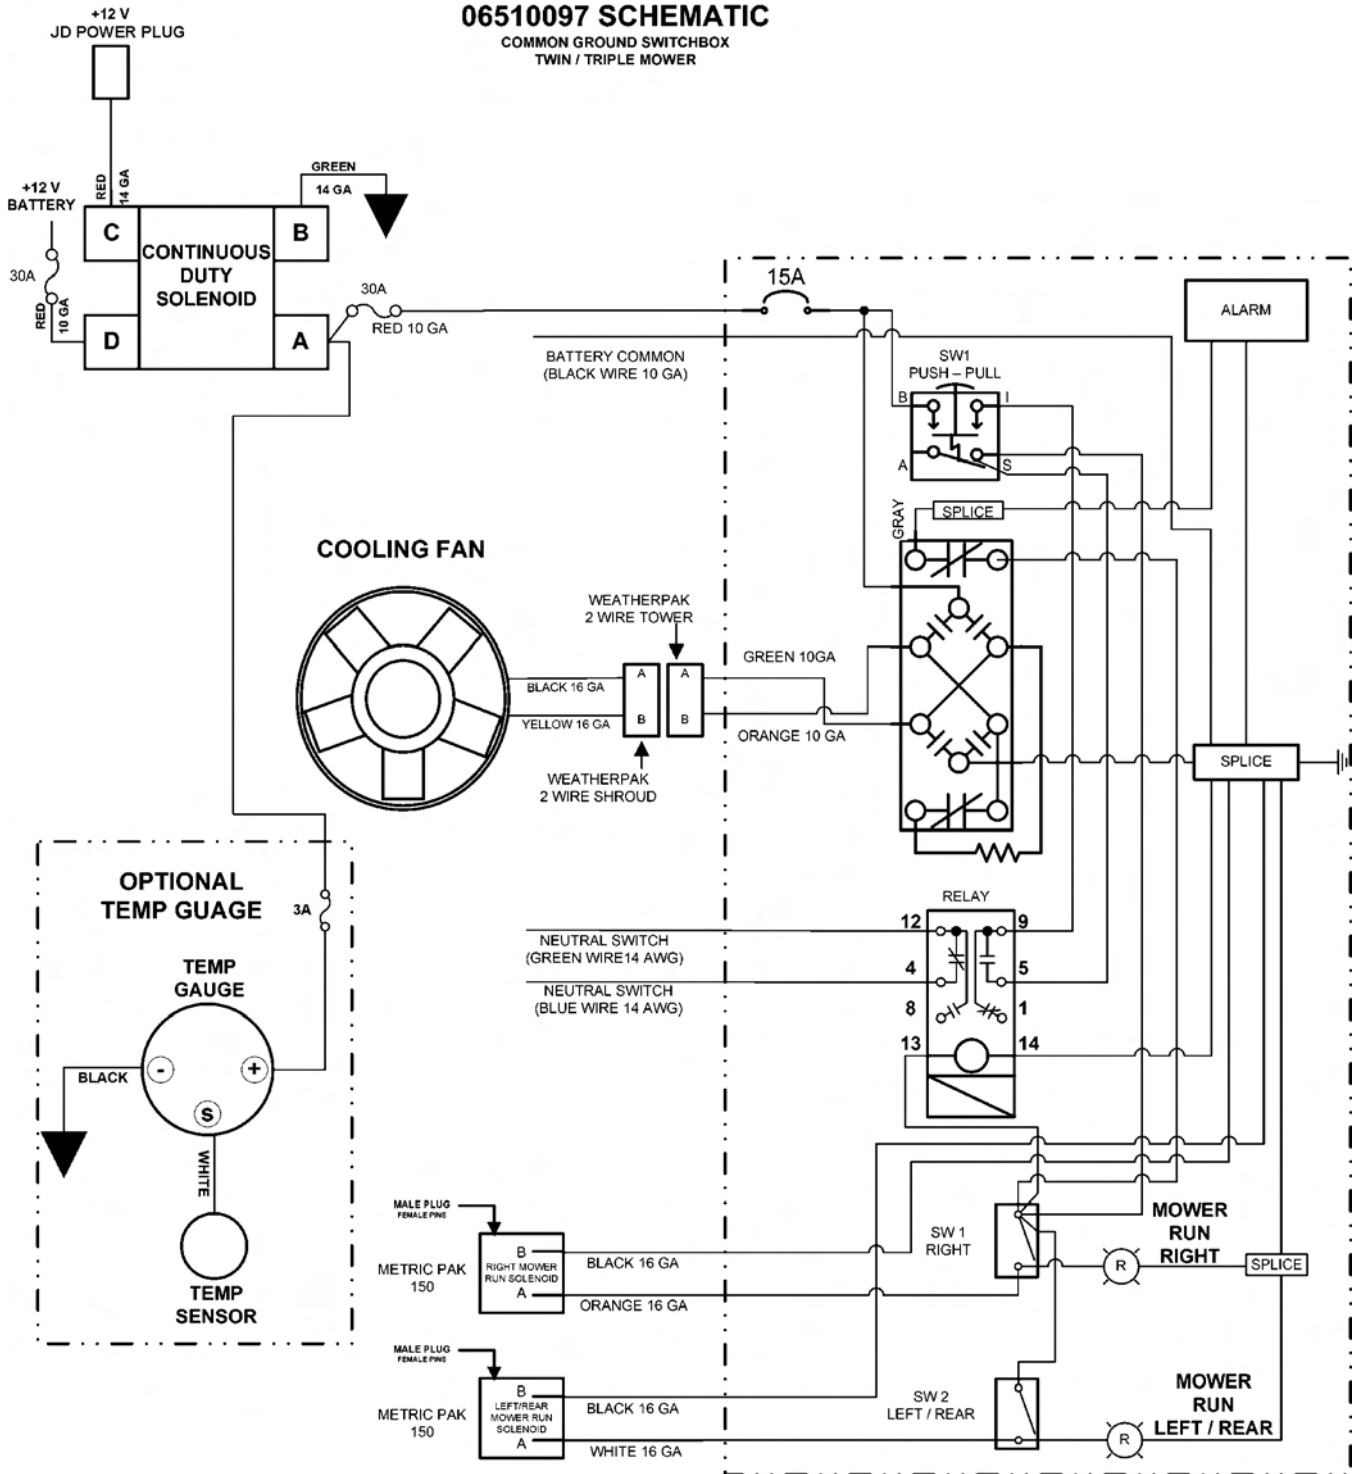 06510097 SCHEMATIC
COMMON GROUND SWITCHBOX
TWIN / TRIPLE MOWER
+12 V
JD POWER PLUG
RED
14 GA
GREEN
14 GA
+12 V
BATTERY
30A
RED
10 GA
C
B
CONTINUOUS
DUTY
SOLENOID
D
A
30A
RED 10 GA
15A
ALARM
BATTERY COMMON
(BLACK WIRE 10 GA)
SW1
PUSH – PULL
B
I
A
S
GRAY
SPLICE
COOLING FAN
WEATHERPAK
2 WIRE TOWER
BLACK 16 GA
YELLOW 16 GA
A
B
A
B
GREEN 10GA
ORANGE 10 GA
WEATHERPAK
2 WIRE SHROUD
SPLICE
OPTIONAL
TEMP GUAGE
3A
TEMP
GAUGE
-
+
S
BLACK
WHITE
TEMP
SENSOR
RELAY
12
9
NEUTRAL SWITCH
(GREEN WIRE14 AWG)
4
5
NEUTRAL SWITCH
(BLUE WIRE 14 AWG)
8
1
13
14
MALE PLUG
FEMALE PINS
METRIC PAK
150
B
RIGHT MOWER
RUN SOLENOID
A
BLACK 16 GA
ORANGE 16 GA
SW 1
RIGHT
MOWER
RUN
RIGHT
R
SPLICE
MALE PLUG
FEMALE PINS
METRIC PAK
150
B
LEFT/REAR
MOWER RUN
SOLENOID
A
BLACK 16 GA
WHITE 16 GA
SW 2
LEFT / REAR
MOWER
RUN
LEFT / REAR
R